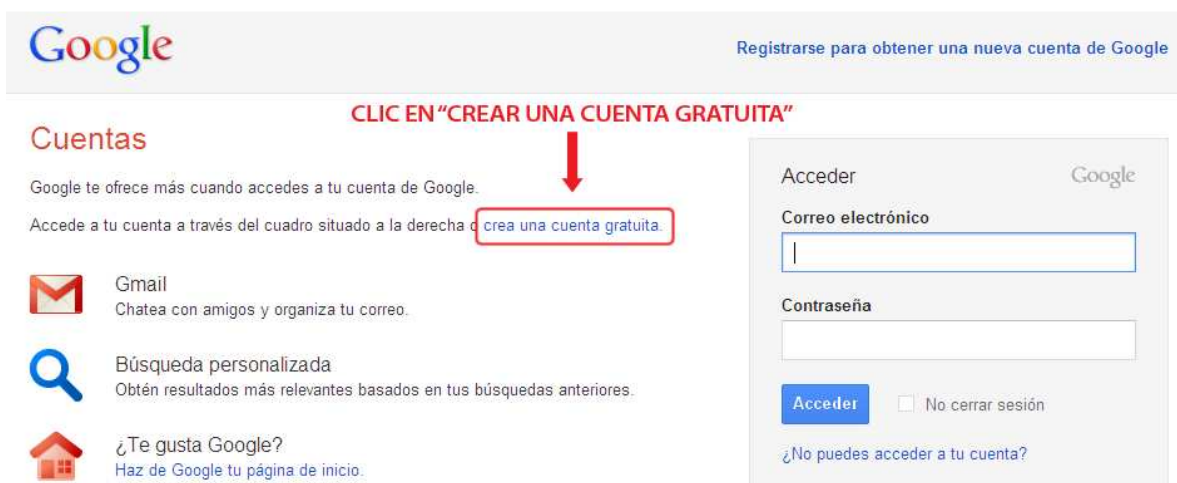 Google
Registrarse para obtener una nueva cuenta de Google
CLIC EN “CREAR UNA CUENTA GRATUITA”
Cuentas
Google te ofrece más cuando accedes a tu cuenta de Google.
Accede a tu cuenta a través del cuadro situado a la derecha o crea una cuenta gratuita.
Gmail
Chatea con amigos y organiza tu correo.
Búsqueda personalizada
Obtén resultados más relevantes basados en tus búsquedas anteriores.
¿Te gusta Google?
Haz de Google tu página de inicio.
Acceder Google
Correo electrónico
Contraseña
Acceder No cerrar sesión
¿No puedes acceder a tu cuenta?